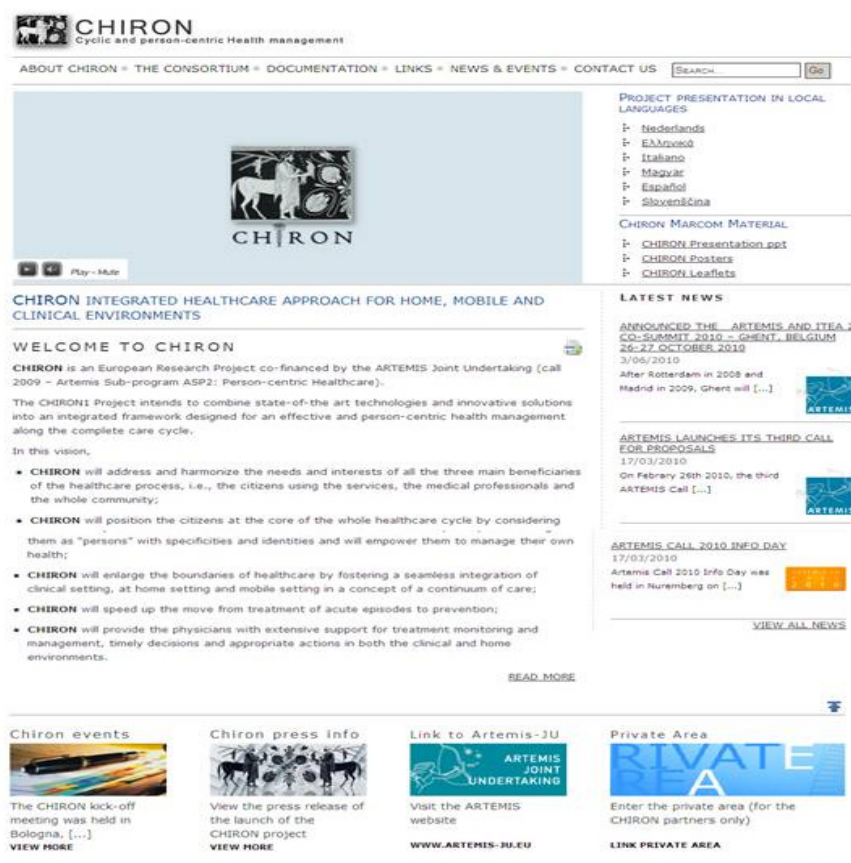 CHIRON
Cyclic and person-centric Health management
ABOUT CHIRON THE CONSORTIUM DOCUMENTATION LINKS NEWS & EVENTS CONTACT US SEARCH... Go
CHIRON
Play - Mute
PROJECT PRESENTATION IN LOCAL
LANGUAGES
Nederlands
Ελληνικά
Italiano
Magyar
Español
Slovenščina
CHIRON MARCOM MATERIAL
CHIRON Presentation ppt
CHIRON Posters
CHIRON Leaflets
CHIRON INTEGRATED HEALTHCARE APPROACH FOR HOME, MOBILE AND
CLINICAL ENVIRONMENTS
WELCOME TO CHIRON
CHIRON is an European Research Project co-financed by the ARTEMIS Joint Undertaking (call
2009 – Artemis Sub-program ASP2: Person-centric Healthcare).
The CHIRON1 Project intends to combine state-of-the art technologies and innovative solutions
into an integrated framework designed for an effective and person-centric health management
along the complete care cycle.
In this vision,
• CHIRON will address and harmonize the needs and interests of all the three main beneficiaries
of the healthcare process, i.e., the citizens using the services, the medical professionals and
the whole community;
• CHIRON will position the citizens at the core of the whole healthcare cycle by considering
them as "persons" with specificities and identities and will empower them to manage their own
health;
• CHIRON will enlarge the boundaries of healthcare by fostering a seamless integration of
clinical setting, at home setting and mobile setting in a concept of a continuum of care;
• CHIRON will speed up the move from treatment of acute episodes to prevention;
• CHIRON will provide the physicians with extensive support for treatment monitoring and
management, timely decisions and appropriate actions in both the clinical and home
environments.
READ MORE
LATEST NEWS
ANNOUNCED THE ARTEMIS AND ITEA 2
CO-SUMMIT 2010 – GHENT, BELGIUM
26-27 OCTOBER 2010
3/06/2010
After Rotterdam in 2008 and
Madrid in 2009, Ghent will [...]
ARTEMIS
ARTEMIS LAUNCHES ITS THIRD CALL
FOR PROPOSALS
17/03/2010
On Febrary 26th 2010, the third
ARTEMIS Call [...]
ARTEMIS
ARTEMIS CALL 2010 INFO DAY
17/03/2010
Artemis Call 2010 Info Day was
held in Nuremberg on [...]
VIEW ALL NEWS
Chiron events
The CHIRON kick-off
meeting was held in
Bologna, [...]
VIEW MORE
Chiron press info
View the press release of
the launch of the
CHIRON project
VIEW MORE
Link to Artemis-JU
ARTEMIS
JOINT
UNDERTAKING
Visit the ARTEMIS
website
WWW.ARTEMIS-JU.EU
Private Area
RIVATE
REA
A
Enter the private area (for the
CHIRON partners only)
LINK PRIVATE AREA